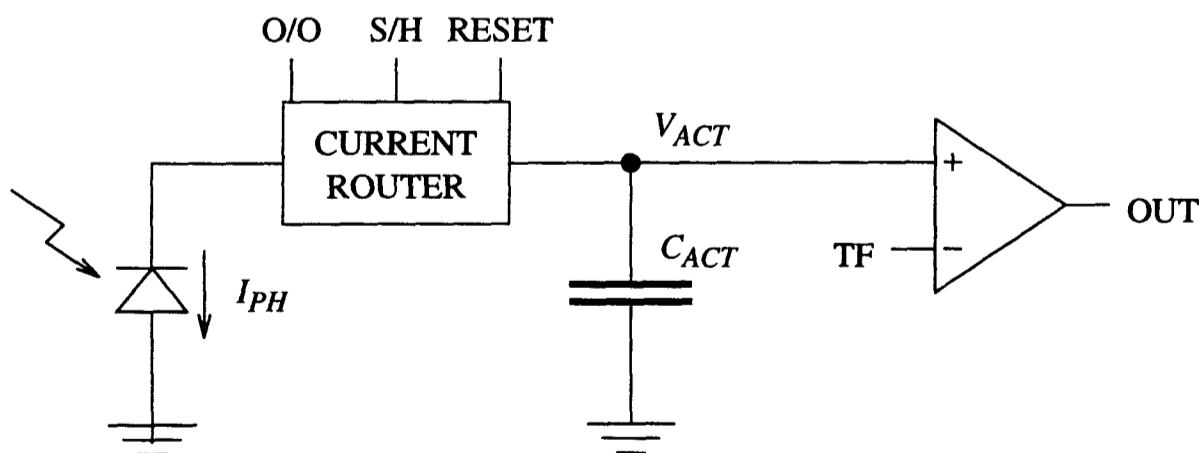 O/O S/H RESET
CURRENT
ROUTER
V_ACT
+
OUT
C_ACT
TF −
I_PH